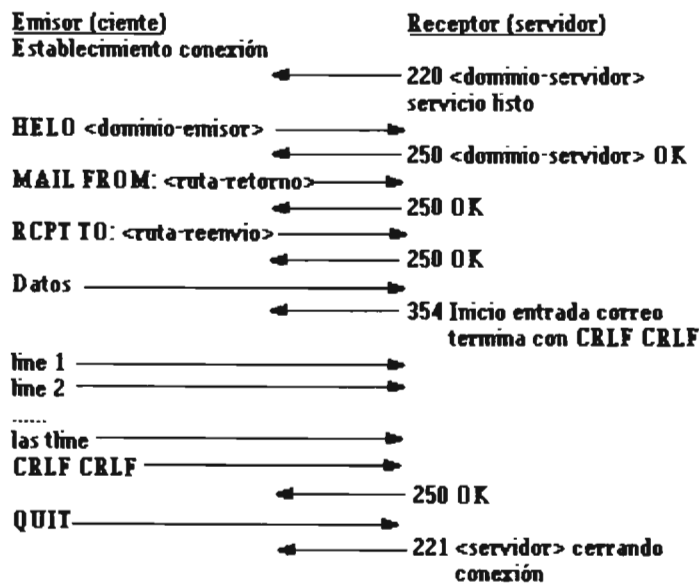 Emisor (ciente)
Receptor (servidor)
Establecimiento conexión
220 <dominio-servidor>
servicio listo
HELO <dominio-emisor>
250 <dominio-servidor> OK
MAIL FROM: <ruta-retorno>
250 OK
RCPT TO: <ruta-reenvio>
250 OK
Datos
354 Inicio entrada correo
termina con CRLF CRLF
line 1
line 2
......
las tline
CRLF CRLF
250 OK
QUIT
221 <servidor> cerrando
conexión